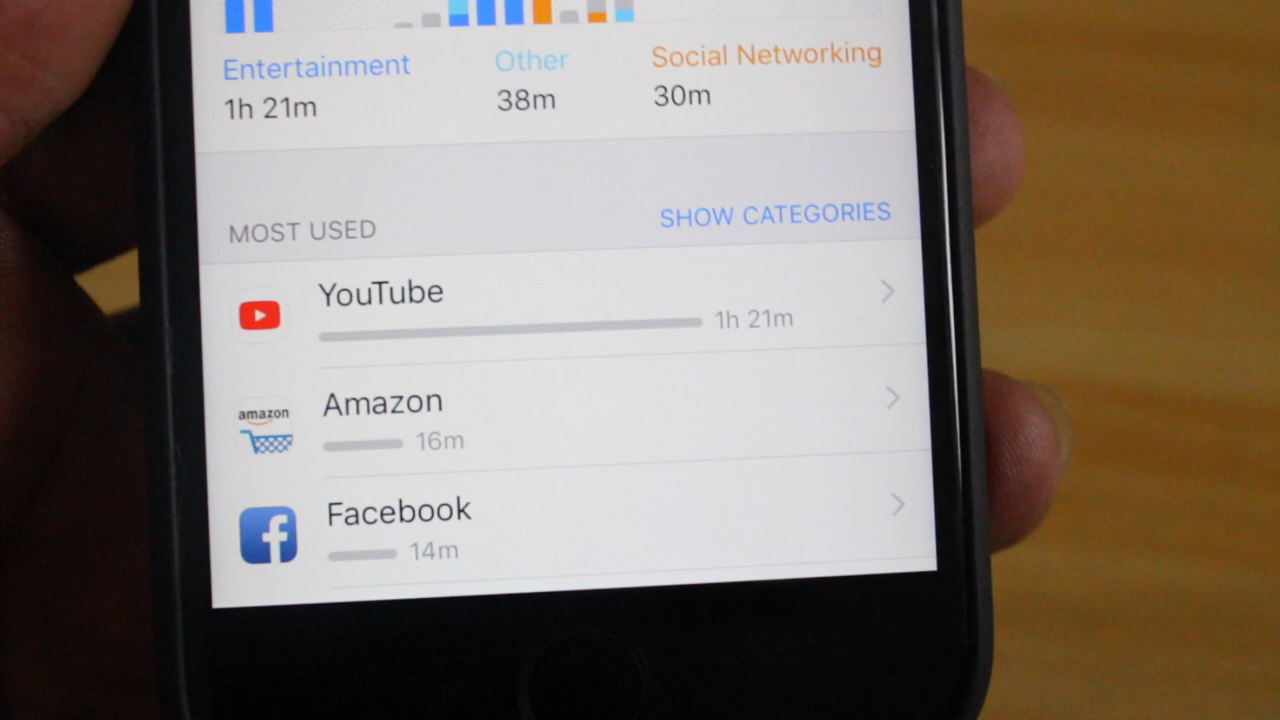 Entertainment Other Social Networking
1h 21m 38m 30m
MOST USED SHOW CATEGORIES
YouTube
1h 21m
amazon
Amazon
16m
Facebook
14m